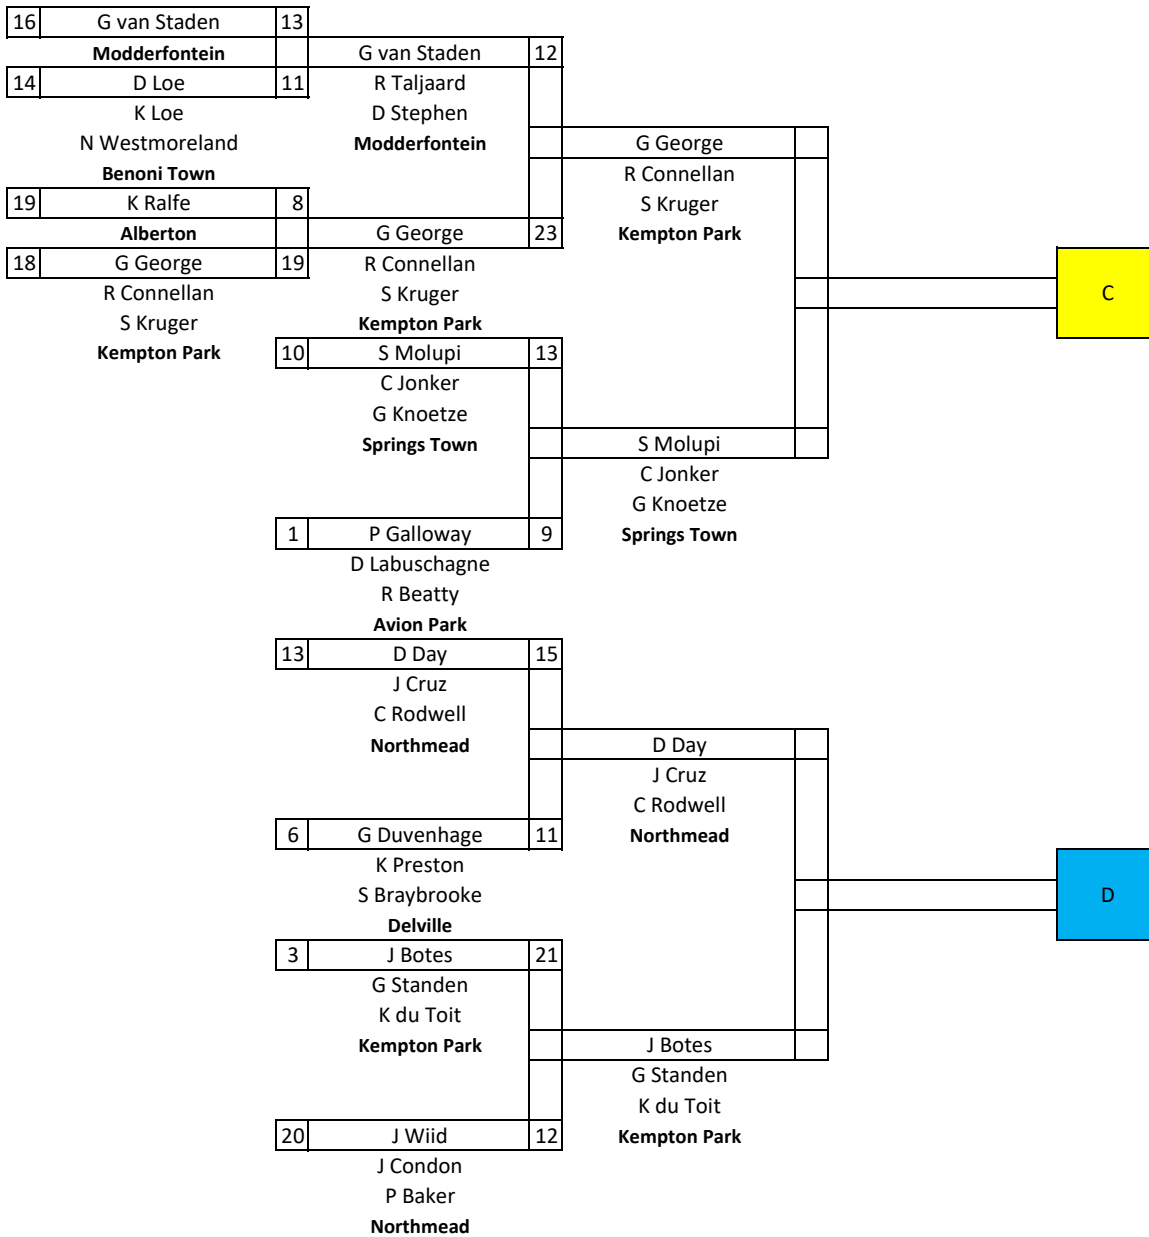 16 G van Staden 13
Modderfontein G van Staden 12
14 D Loe 11 R Taljaard
K Loe D Stephen
N Westmoreland Modderfontein G George
Benoni Town R Connellan
19 K Ralfe 8 S Kruger
Alberton G George 23 Kempton Park
18 G George 19 R Connellan
R Connellan S Kruger C
S Kruger Kempton Park
Kempton Park 10 S Molupi 13
C Jonker
G Knoetze
Springs Town S Molupi
C Jonker
G Knoetze
1 P Galloway 9 Springs Town
D Labuschagne
R Beatty
Avion Park
13 D Day 15
J Cruz
C Rodwell
Northmead D Day
J Cruz
C Rodwell
6 G Duvenhage 11 Northmead
K Preston
S Braybrooke D
Delville
3 J Botes 21
G Standen
K du Toit
Kempton Park J Botes
G Standen
K du Toit
20 J Wiid 12 Kempton Park
J Condon
P Baker
Northmead